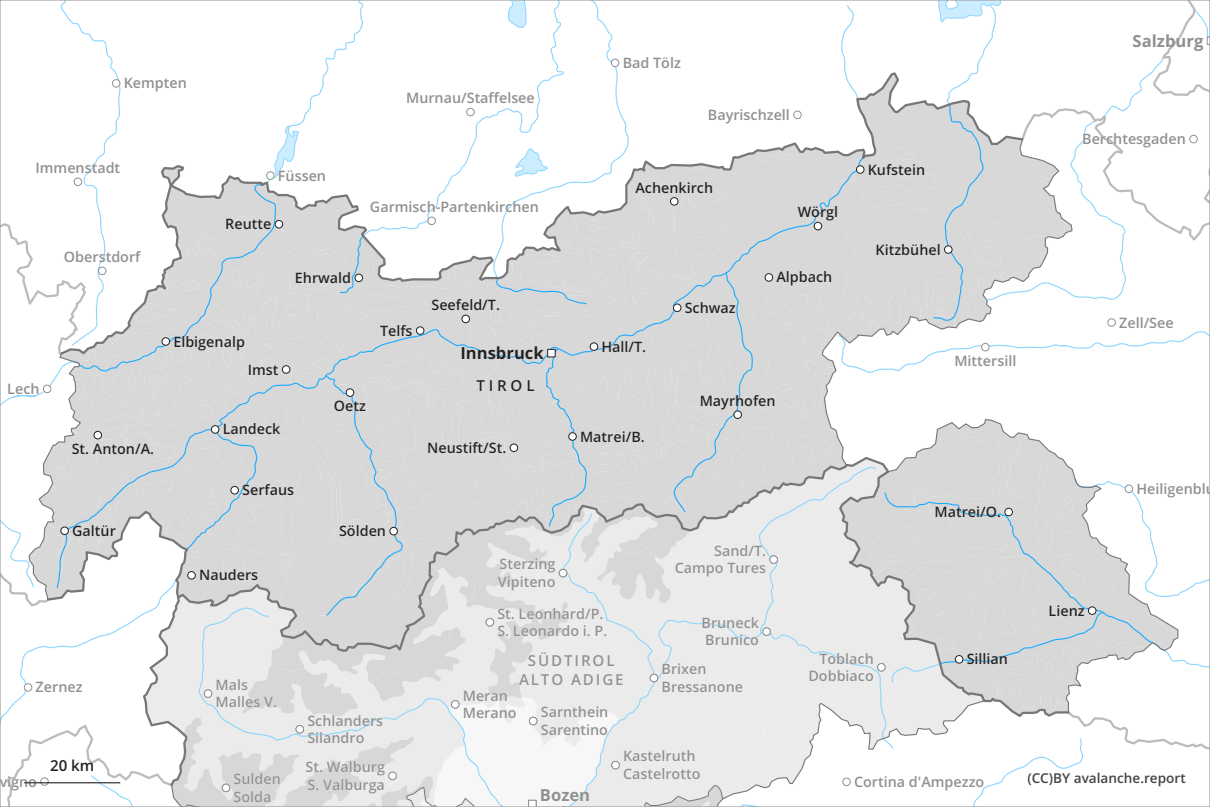 Salzburg
Bad Tölz
Kempten
Murnau/Staffelsee
Bayrischzell
Berchtesgaden
Immenstadt
Füssen
Kufstein
Achenkirch
Garmisch-Partenkirchen
Wörgl
Reutte
Kitzbühel
Oberstdorf
Ehrwald
Alpbach
Seefeld/T.
Schwaz
Zell/See
Telfs
Elbigenalp
Hall/T.
Innsbruck
Mittersill
Imst
TIROL
Lech
Oetz
Mayrhofen
Landeck
Matrei/B.
St. Anton/A.
Neustift/St.
Serfaus
Heiligenblu
Matrei/O.
Galtür
Sölden
Sand/T.
Campo Tures
Sterzing
Vipiteno
Nauders
Lienz
St. Leonhard/P.
S. Leonardo i. P.
Bruneck
Brunico
SÜDTIROL
ALTO ADIGE
Sillian
Toblach
Dobbiaco
Brixen
Bressanone
Zernez
Mals
Malles V.
Meran
Merano
Sarnthein
Sarentino
Schlanders
Silandro
Kastelruth
Castelrotto
St. Walburg
S. Valburga
20 km
vigno
Sulden
Solda
Cortina d'Ampezzo
(CC)BY avalanche.report
Bozen